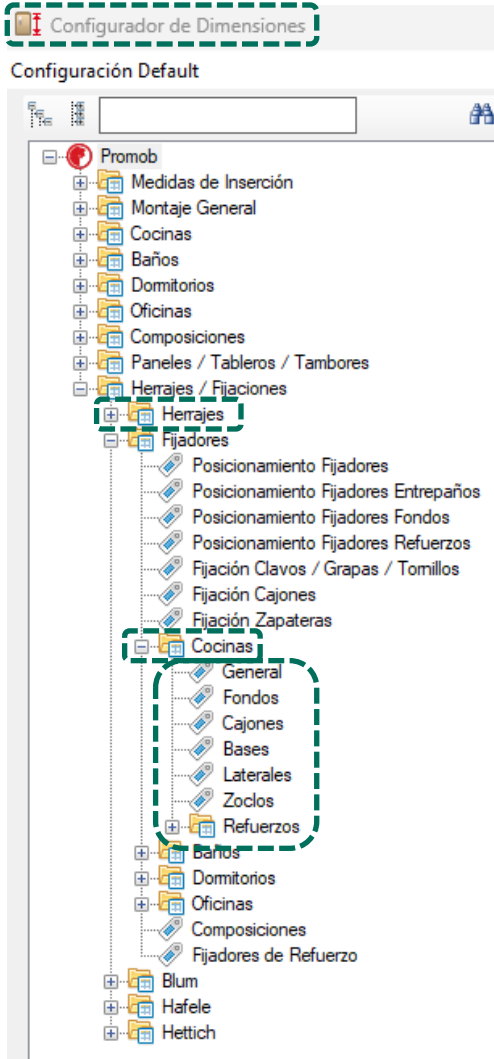 Configurador de Dimensiones
Configuración Default
Promob
Medidas de Inserción
Montaje General
Cocinas
Baños
Dormitorios
Oficinas
Composiciones
Paneles / Tableros / Tambores
Herrajes / Fijaciones
Herrajes
Fijadores
Posicionamiento Fijadores
Posicionamiento Fijadores Entrepaños
Posicionamiento Fijadores Fondos
Posicionamiento Fijadores Refuerzos
Fijación Clavos / Grapas / Tornillos
Fijación Cajones
Fijación Zapateras
Cocinas
General
Fondos
Cajones
Bases
Laterales
Zoclos
Refuerzos
Baños
Dormitorios
Oficinas
Composiciones
Fijadores de Refuerzo
Blum
Hafele
Hettich